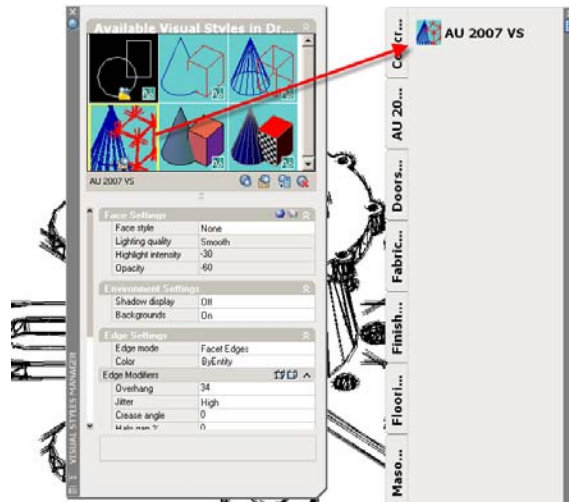 Available Visual Styles in Dr...
AU 2007 VS
Face Settings
Face style None
Lighting quality Smooth
Highlight intensity -30
Opacity -60
Environment Settings
Shadow display Off
Backgrounds On
Edge Settings
Edge mode Facet Edges
Color ByEntity
Edge Modifiers
Overhang 34
Jitter High
Crease angle 0
Halo gap % 0
VISUAL STYLES MANAGER
AU 2007 VS
AU 20...
Doors...
Fabric...
Finish...
Floori...
Maso...